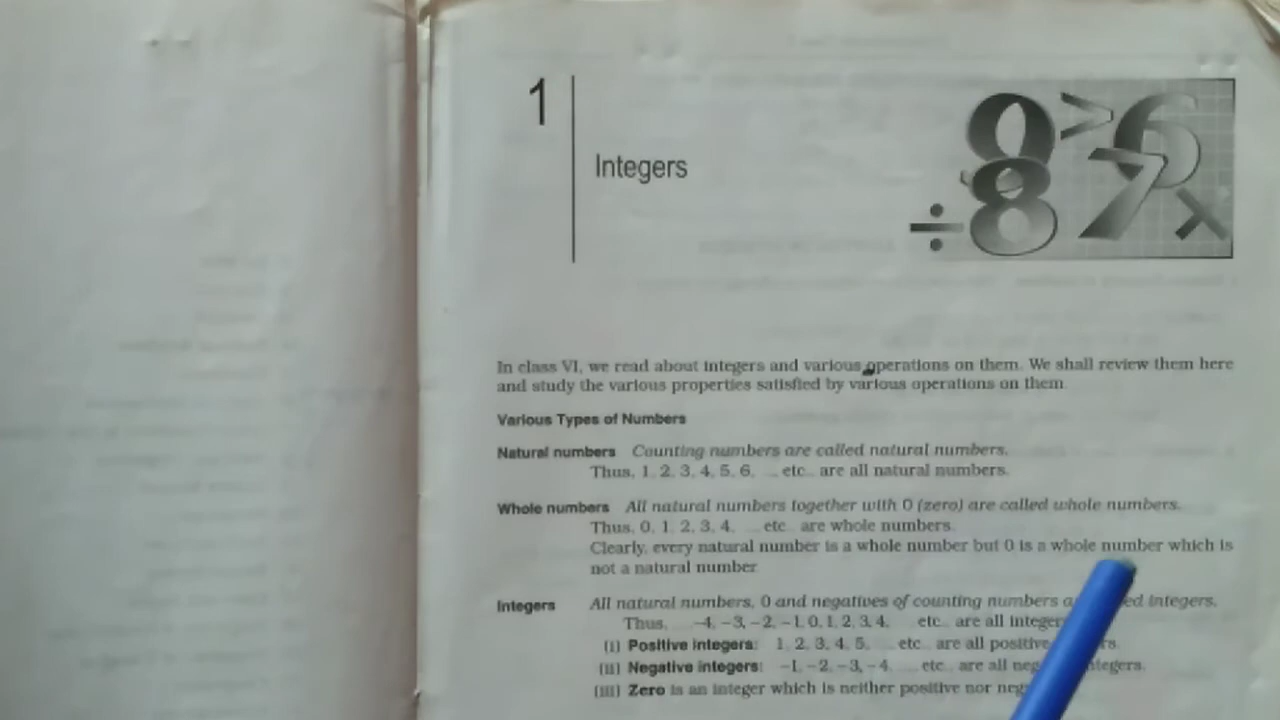 1
Integers
0 > 6
8 7
÷ ×
In class VI, we read about integers and various operations on them. We shall review them here
and study the various properties satisfied by various operations on them.
Various Types of Numbers
Natural numbers Counting numbers are called natural numbers.
Thus, 1, 2, 3, 4, 5, 6, ... etc., are all natural numbers.
Whole numbers All natural numbers together with 0 (zero) are called whole numbers.
Thus, 0, 1, 2, 3, 4, ... etc., are whole numbers.
Clearly, every natural number is a whole number but 0 is a whole number which is
not a natural number.
Integers All natural numbers, 0 and negatives of counting numbers integers.
Thus, ... -4, -3, -2, -1, 0, 1, 2, 3, 4, ... etc., are all
(i) Positive integers: 1, 2, 3, 4, 5, ... etc., are all positive
(ii) Negative integers: -1, -2, -3, -4, ... etc., are all
(iii) Zero is an integer which is neither positive nor